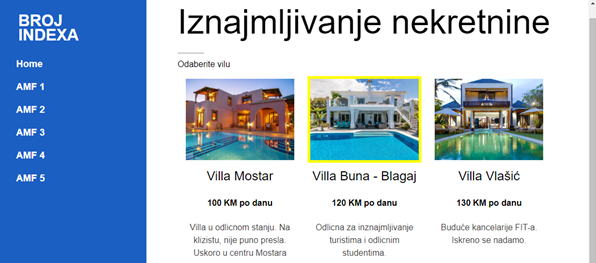 BROJ
INDEXA
Home
AMF 1
AMF 2
AMF 3
AMF 4
AMF 5
Iznajmljivanje nekretnine
Odaberite vilu
Villa Mostar
100 KM po danu
Villa u odlicnom stanju. Na
klizistu, nije puno presla.
Uskoro u centru Mostara
Villa Buna - Blagaj
120 KM po danu
Odlicna za inznajmljivanje
turistima i odlicnim
studentima.
Villa Vlašić
130 KM po danu
Buduće kancelarije FIT-a.
Iskreno se nadamo.